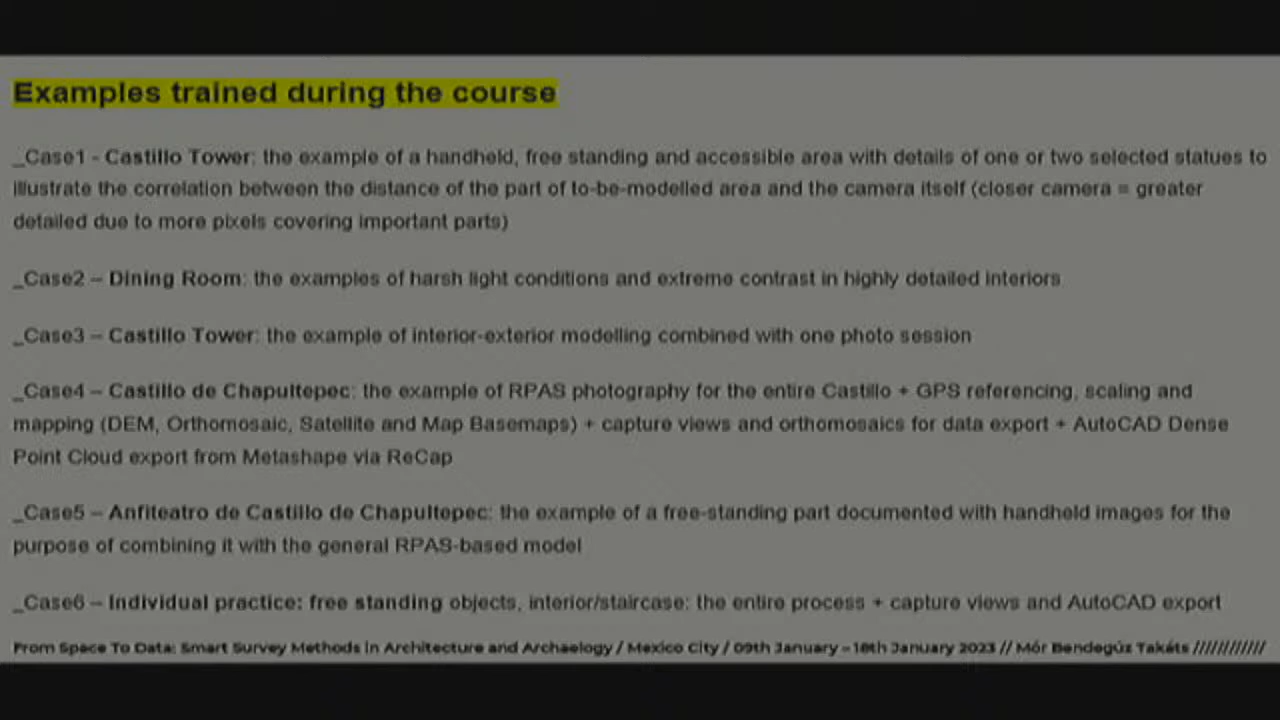 Examples trained during the course
_Case1 - Castillo Tower: the example of a handheld, free standing and accessible area with details of one or two selected statues to
illustrate the correlation between the distance of the part of to-be-modelled area and the camera itself (closer camera = greater
detailed due to more pixels covering important parts)
_Case2 – Dining Room: the examples of harsh light conditions and extreme contrast in highly detailed interiors
_Case3 – Castillo Tower: the example of interior-exterior modelling combined with one photo session
_Case4 – Castillo de Chapultepec: the example of RPAS photography for the entire Castillo + GPS referencing, scaling and
mapping (DEM, Orthomosaic, Satellite and Map Basemaps) + capture views and orthomosaics for data export + AutoCAD Dense
Point Cloud export from Metashape via ReCap
_Case5 – Anfiteatro de Castillo de Chapultepec: the example of a free-standing part documented with handheld images for the
purpose of combining it with the general RPAS-based model
_Case6 – Individual practice: free standing objects, interior/staircase: the entire process + capture views and AutoCAD export
From Space To Data: Smart Survey Methods in Architecture and Archaelogy / Mexico City / 09th January – 18th January 2023 // Mór Bendegúz Takáts ////////////